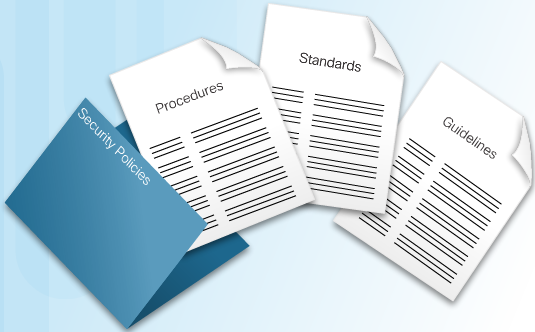 Security Policies
Procedures
Standards
Guidelines